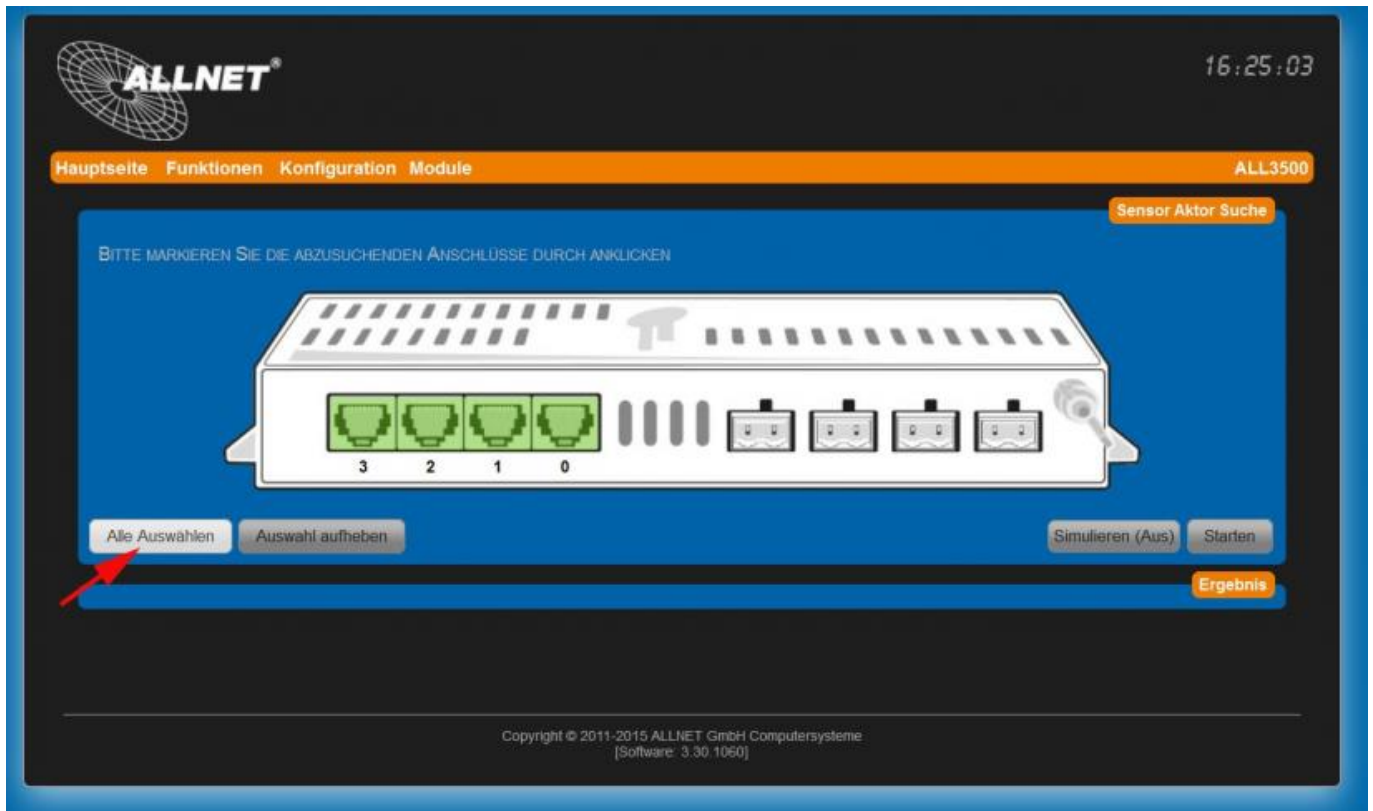 ALLNET®
16:25:03
Hauptseite Funktionen Konfiguration Module ALL3500
Sensor Aktor Suche
Bitte markieren Sie die abzusuchenden Anschlüsse durch anklicken
3 2 1 0
Alle Auswählen Auswahl aufheben Simulieren (Aus) Starten
Ergebnis
Copyright © 2011-2015 ALLNET GmbH Computersysteme
[Software: 3.30.1060]